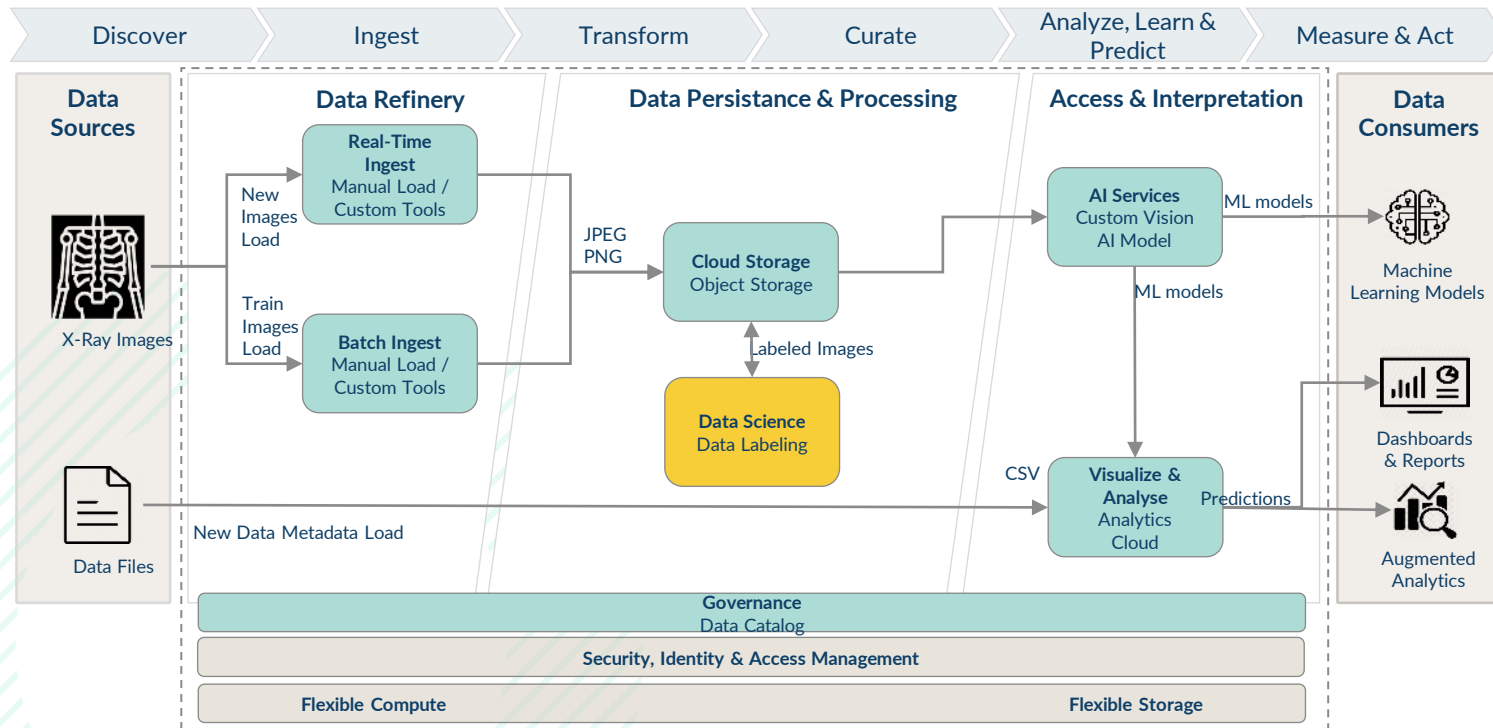 Discover
Ingest
Transform
Curate
Analyze, Learn &
Predict
Measure & Act
Data
Sources
Data Refinery
Data Persistance & Processing
Access & Interpretation
Data
Consumers
X-Ray Images
New
Images
Load
Train
Images
Load
Real-Time
Ingest
Manual Load /
Custom Tools
Batch Ingest
Manual Load /
Custom Tools
JPEG
PNG
Cloud Storage
Object Storage
Labeled Images
Data Science
Data Labeling
AI Services
Custom Vision
AI Model
ML models
ML models
Machine
Learning Models
Data Files
New Data Metadata Load
CSV
Visualize &
Analyse
Analytics
Cloud
Predictions
Dashboards
& Reports
Augmented
Analytics
Governance
Data Catalog
Security, Identity & Access Management
Flexible Compute
Flexible Storage